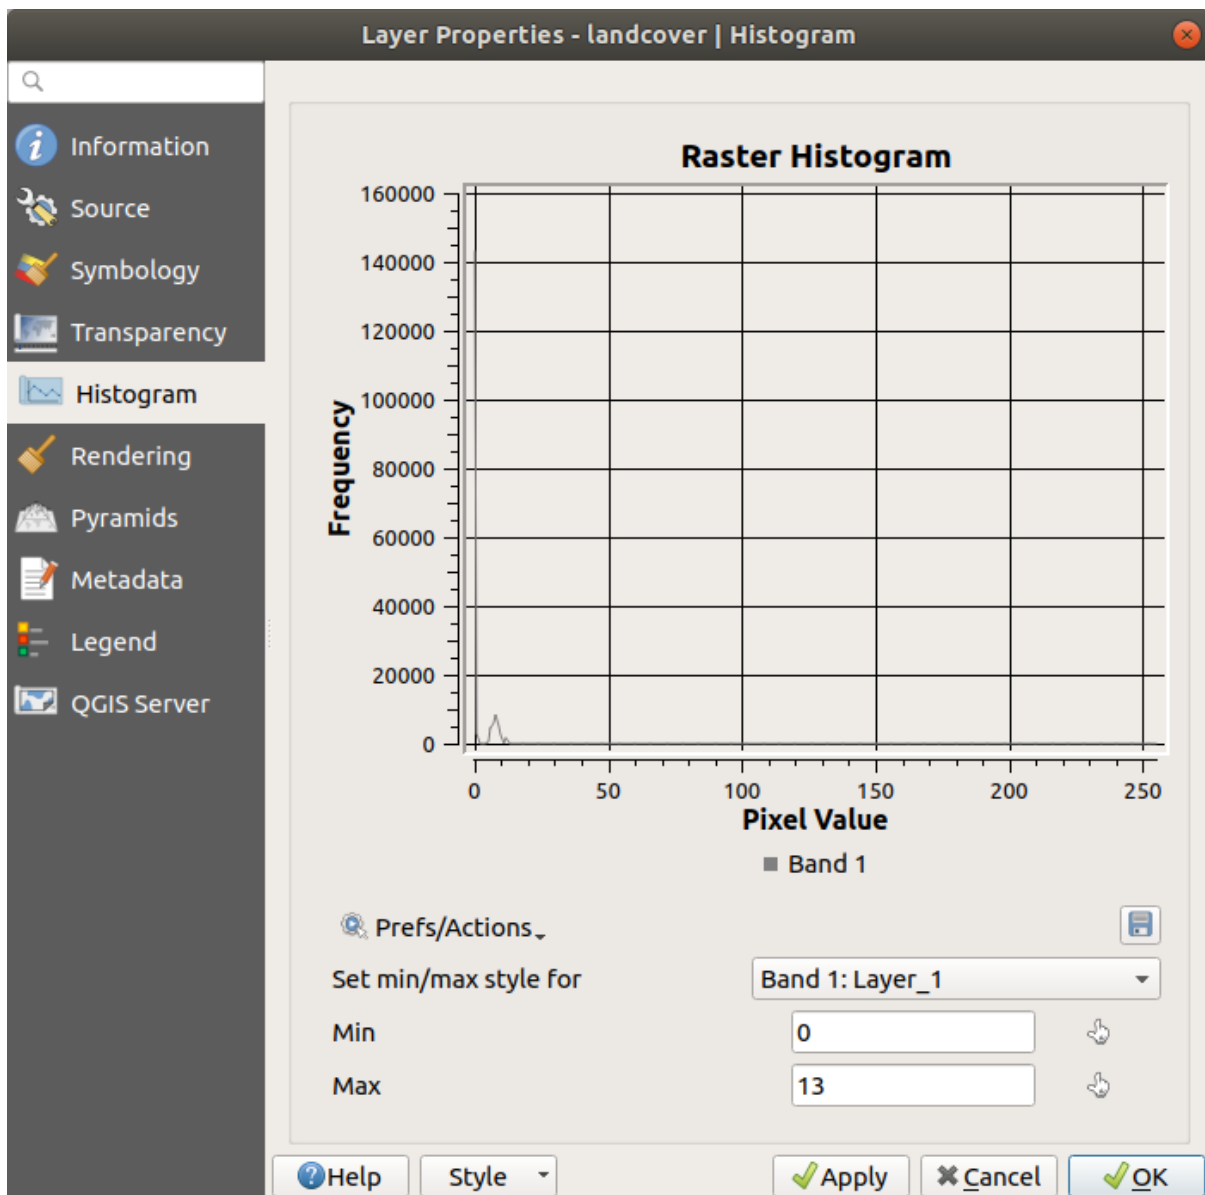 Layer Properties - landcover | Histogram
Information
Source
Symbology
Transparency
Histogram
Rendering
Pyramids
Metadata
Legend
QGIS Server
Raster Histogram
160000
140000
120000
100000
80000
60000
40000
20000
0
Frequency
0 50 100 150 200 250
Pixel Value
Band 1
Prefs/Actions
Set min/max style for Band 1: Layer_1
Min 0
Max 13
Help Style Apply Cancel OK